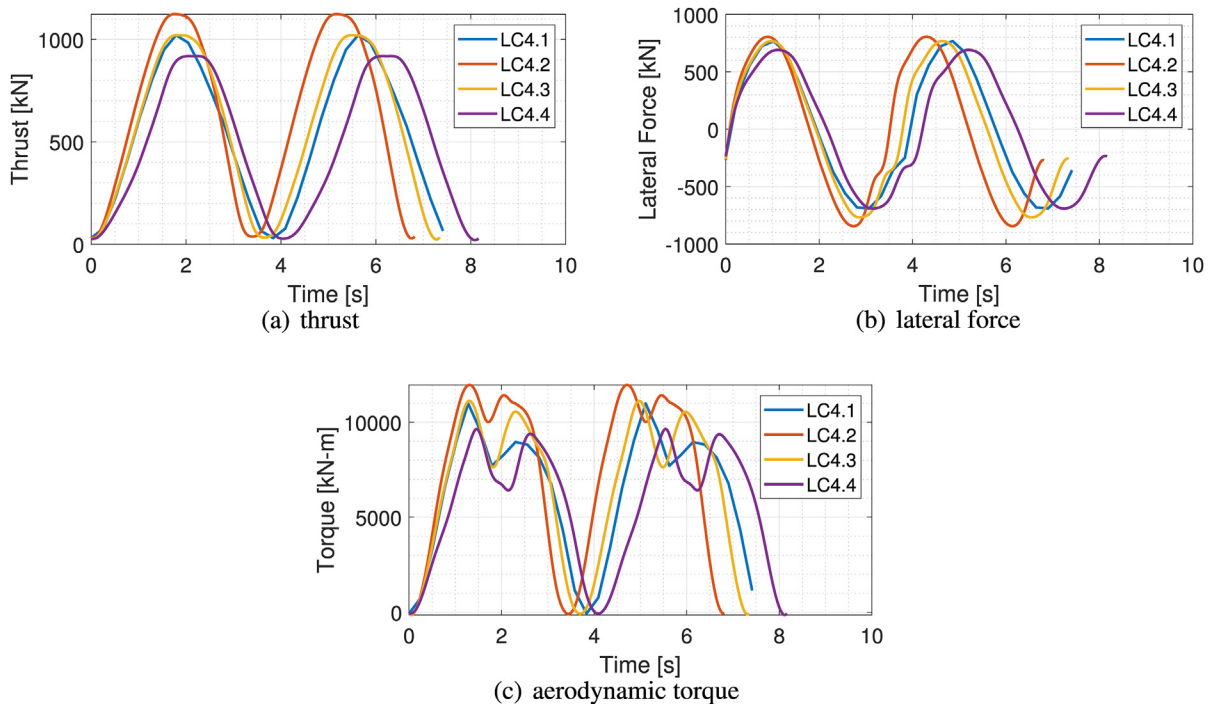 Thrust [kN]
1000
500
0
0 2 4 6 8 10
Time [s]
LC4.1
LC4.2
LC4.3
LC4.4
(a) thrust
Lateral Force [kN]
1000
500
0
-500
-1000
0 2 4 6 8 10
Time [s]
LC4.1
LC4.2
LC4.3
LC4.4
(b) lateral force
Torque [kN-m]
10000
5000
0
0 2 4 6 8 10
Time [s]
LC4.1
LC4.2
LC4.3
LC4.4
(c) aerodynamic torque